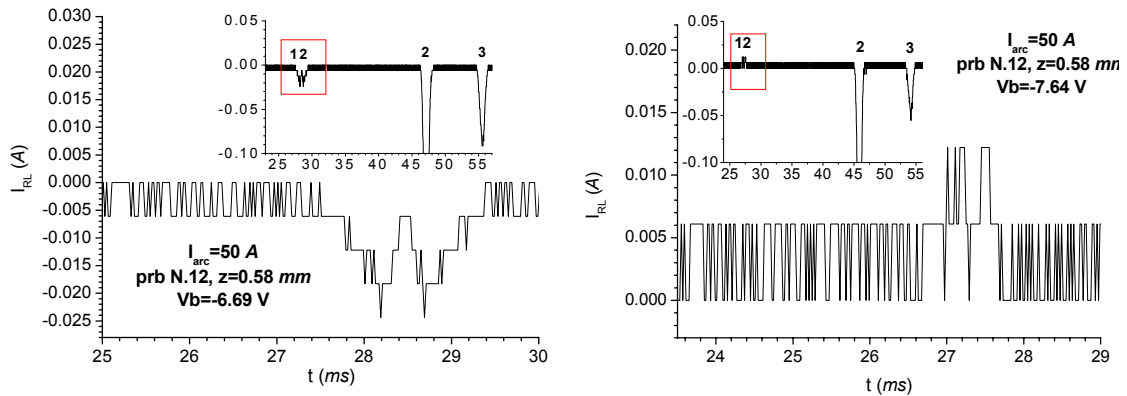 0.030
0.025
0.020
0.015
0.010
0.005
0.000
-0.005
-0.010
-0.015
-0.020
-0.025
I_RL (A)
25 26 27 28 29 30
t (ms)
I_arc=50 A
prb N.12, z=0.58 mm
Vb=-6.69 V
0.05
0.00
-0.05
-0.10
25 30 35 40 45 50 55
12 2 3
0.020
0.015
0.010
0.005
0.000
I_RL (A)
24 25 26 27 28 29
t (ms)
0.05
0.00
-0.05
-0.10
25 30 35 40 45 50 55
12 2 3
I_arc=50 A
prb N.12, z=0.58 mm
Vb=-7.64 V